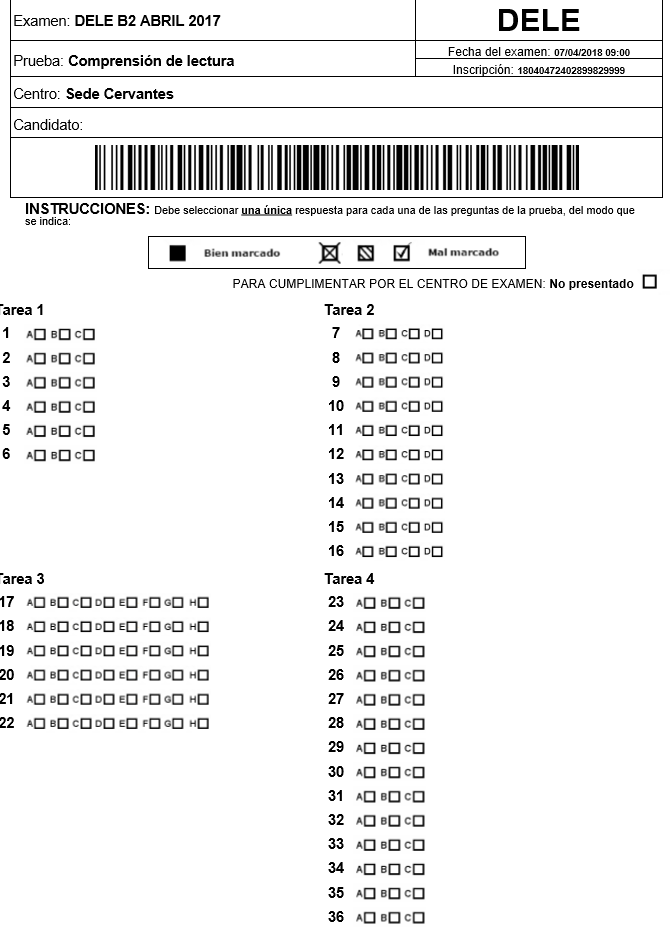 Examen: DELE B2 ABRIL 2017
DELE
Prueba: Comprensión de lectura
Fecha del examen: 07/04/2018 09:00
Inscripción: 18040472402899829999
Centro: Sede Cervantes
Candidato:
INSTRUCCIONES: Debe seleccionar una única respuesta para cada una de las preguntas de la prueba, del modo que
se indica:
Bien marcado Mal marcado
PARA CUMPLIMENTAR POR EL CENTRO DE EXAMEN: No presentado
Tarea 1
1 A B C
2 A B C
3 A B C
4 A B C
5 A B C
6 A B C
Tarea 2
7 A B C D
8 A B C D
9 A B C D
10 A B C D
11 A B C D
12 A B C D
13 A B C D
14 A B C D
15 A B C D
16 A B C D
Tarea 3
17 A B C D E F G H
18 A B C D E F G H
19 A B C D E F G H
20 A B C D E F G H
21 A B C D E F G H
22 A B C D E F G H
Tarea 4
23 A B C
24 A B C
25 A B C
26 A B C
27 A B C
28 A B C
29 A B C
30 A B C
31 A B C
32 A B C
33 A B C
34 A B C
35 A B C
36 A B C